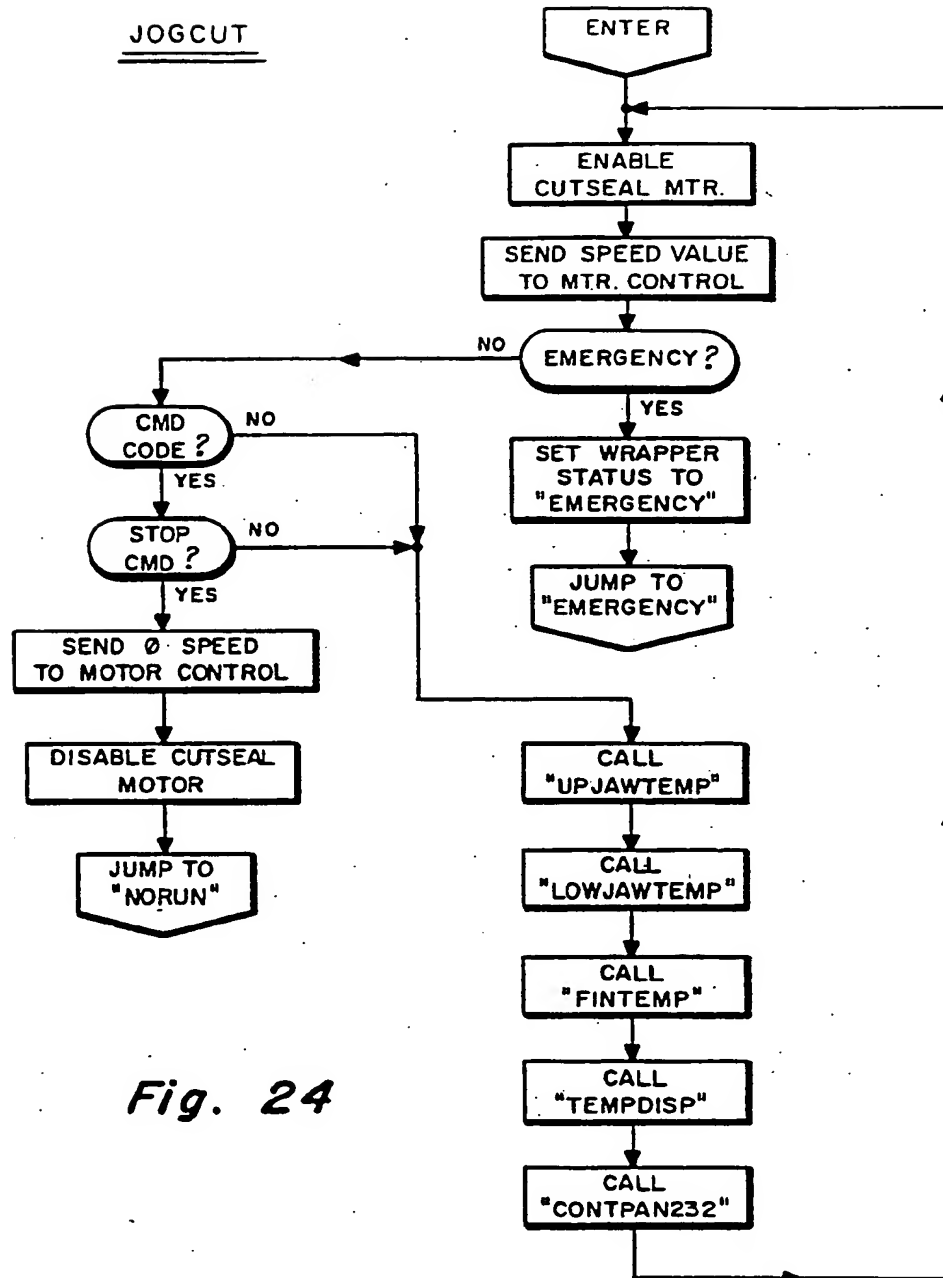 JOGCUT
ENTER
ENABLE
CUTSEAL MTR.
SEND SPEED VALUE
TO MTR. CONTROL
EMERGENCY?
NO
YES
SET WRAPPER
STATUS TO
"EMERGENCY"
JUMP TO
"EMERGENCY"
CMD
CODE?
NO
YES
STOP
CMD?
NO
YES
SEND 0 SPEED
TO MOTOR CONTROL
DISABLE CUTSEAL
MOTOR
JUMP TO
"NORUN"
CALL
"UPJAWTEMP"
CALL
"LOWJAWTEMP"
CALL
"FINTEMP"
CALL
"TEMPDISP"
CALL
"CONTPAN232"
Fig. 24